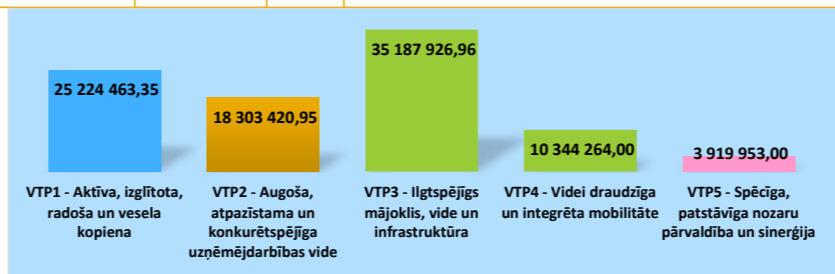 35 187 926,96
25 224 463,35
18 303 420,95
10 344 264,00
3 919 953,00
VTP1 - Aktīva, izglītota,
radoša un vesela
kopiena
VTP2 - Augoša,
atpazīstama un
konkurētspējīga
uzņēmējdarbības vide
VTP3 - Ilgtspējīgs
mājoklis, vide un
infrastruktūra
VTP4 - Videi draudzīga
un integrēta mobilitāte
VTP5 - Spēcīga,
patstāvīga nozaru
pārvaldība un sinerģija